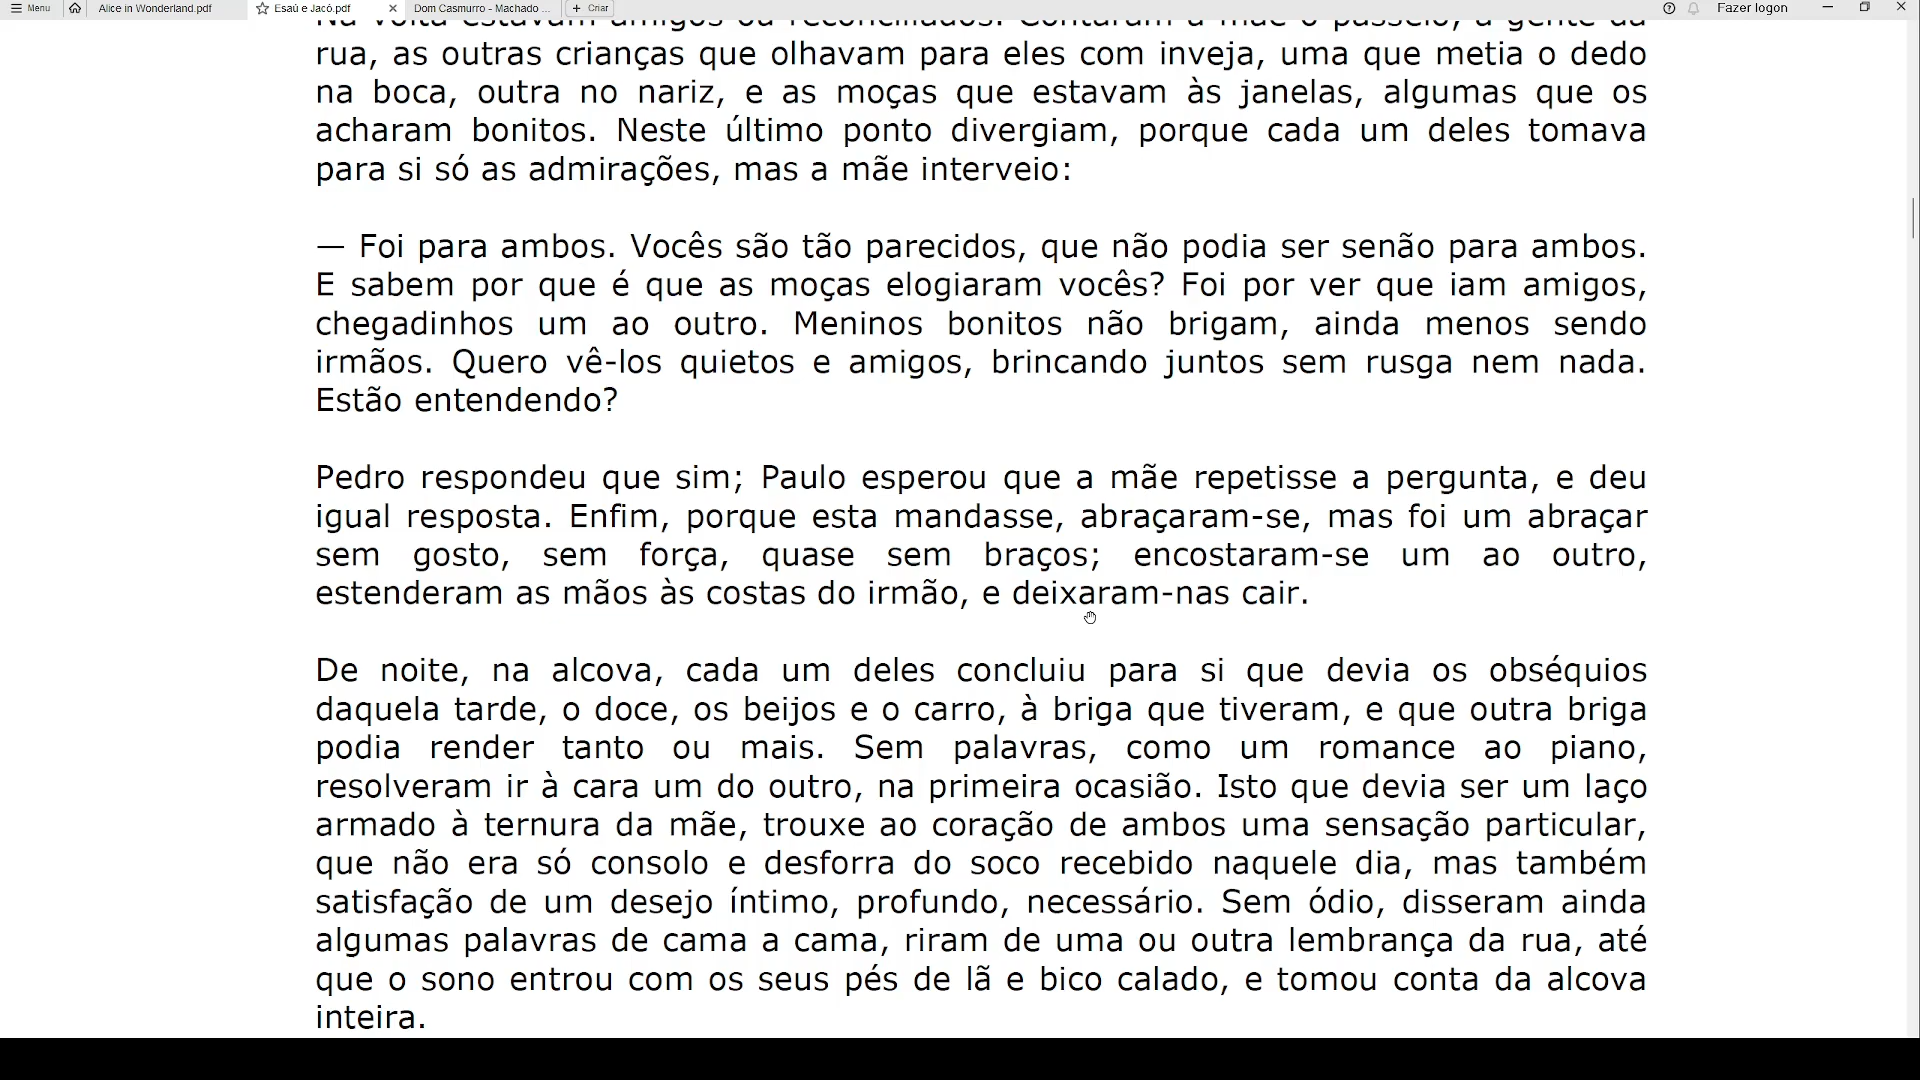 Menu
Alice in Wonderland.pdf
Esaú e Jacó.pdf
Dom Casmurro - Machado ...
Criar
Fazer logon
Na volta estavam amigos ou reconciliados. Contaram à mãe o passeio, a gente da
rua, as outras crianças que olhavam para eles com inveja, uma que metia o dedo
na boca, outra no nariz, e as moças que estavam às janelas, algumas que os
acharam bonitos. Neste último ponto divergiam, porque cada um deles tomava
para si só as admirações, mas a mãe interveio:
— Foi para ambos. Vocês são tão parecidos, que não podia ser senão para ambos.
E sabem por que é que as moças elogiaram vocês? Foi por ver que iam amigos,
chegadinhos um ao outro. Meninos bonitos não brigam, ainda menos sendo
irmãos. Quero vê-los quietos e amigos, brincando juntos sem rusga nem nada.
Estão entendendo?
Pedro respondeu que sim; Paulo esperou que a mãe repetisse a pergunta, e deu
igual resposta. Enfim, porque esta mandasse, abraçaram-se, mas foi um abraçar
sem gosto, sem força, quase sem braços; encostaram-se um ao outro,
estenderam as mãos às costas do irmão, e deixaram-nas cair.
De noite, na alcova, cada um deles concluiu para si que devia os obséquios
daquela tarde, o doce, os beijos e o carro, à briga que tiveram, e que outra briga
podia render tanto ou mais. Sem palavras, como um romance ao piano,
resolveram ir à cara um do outro, na primeira ocasião. Isto que devia ser um laço
armado à ternura da mãe, trouxe ao coração de ambos uma sensação particular,
que não era só consolo e desforra do soco recebido naquele dia, mas também
satisfação de um desejo íntimo, profundo, necessário. Sem ódio, disseram ainda
algumas palavras de cama a cama, riram de uma ou outra lembrança da rua, até
que o sono entrou com os seus pés de lã e bico calado, e tomou conta da alcova
inteira.